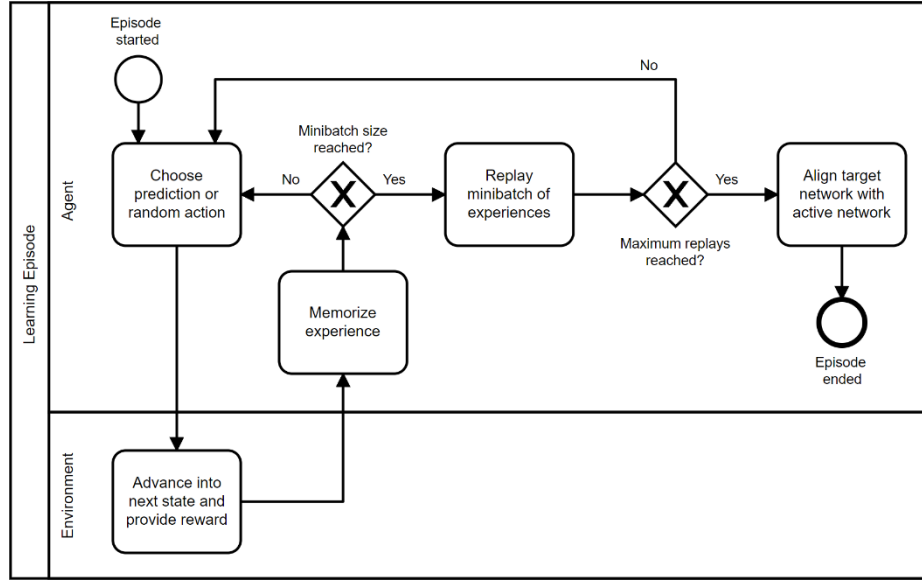 Learning Episode
Agent
Episode
started
Choose
prediction or
random action
No
Minibatch size
reached?
Yes
Replay
minibatch of
experiences
No
Maximum replays
reached?
Yes
Align target
network with
active network
Episode
ended
Memorize
experience
Environment
Advance into
next state and
provide reward